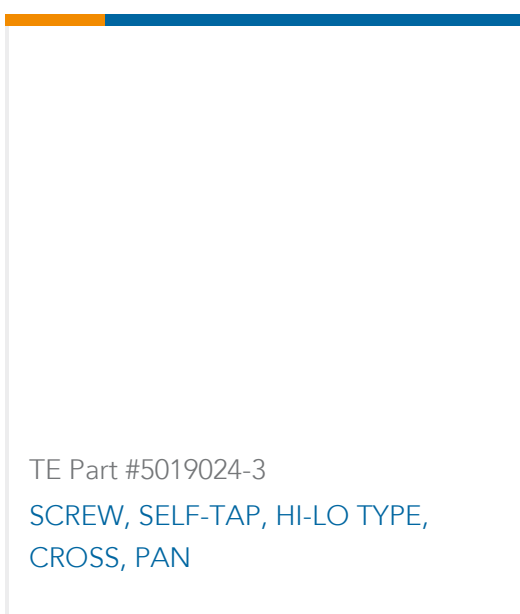 TE Part #5019024-3
SCREW, SELF-TAP, HI-LO TYPE,
CROSS, PAN